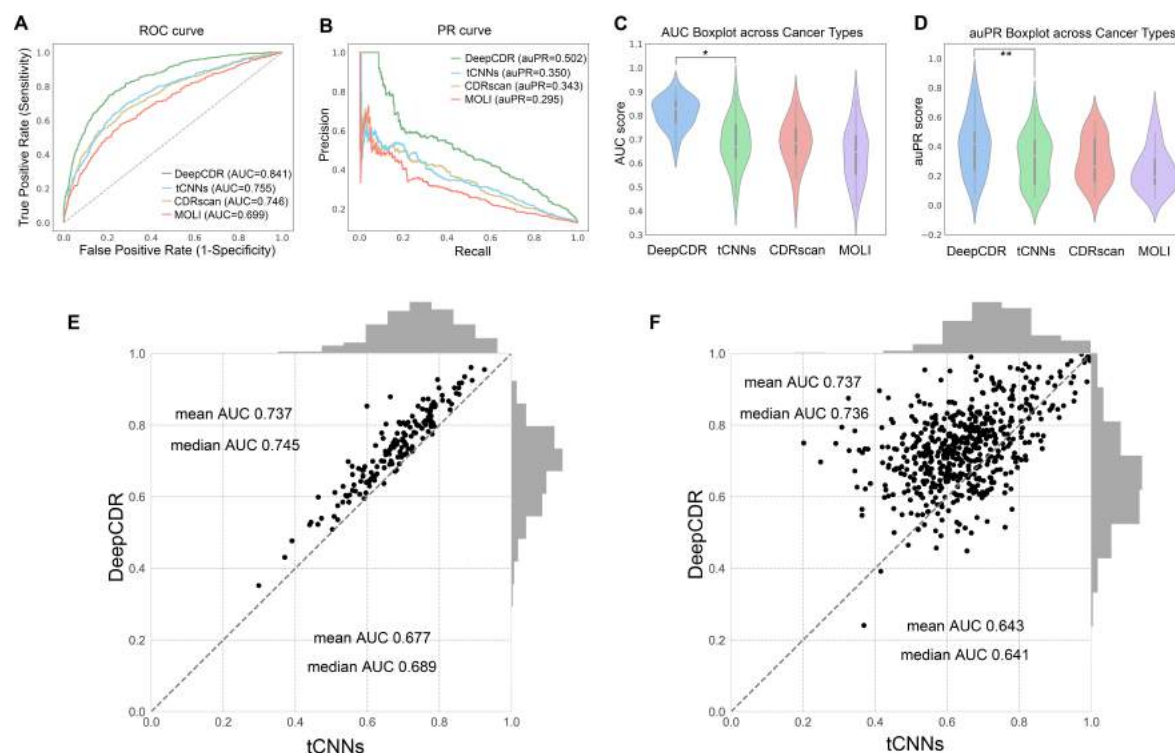 A
ROC curve
True Positive Rate (Sensitivity)
1.0
0.8
0.6
0.4
0.2
0.0
DeepCDR (AUC=0.841)
tCNNs (AUC=0.755)
CDRscan (AUC=0.746)
MOLI (AUC=0.699)
0.0 0.2 0.4 0.6 0.8 1.0
False Positive Rate (1-Specificity)
B
PR curve
Precision
1.0
0.8
0.6
0.4
0.2
DeepCDR (auPR=0.502)
tCNNs (auPR=0.350)
CDRscan (auPR=0.343)
MOLI (auPR=0.295)
0.0 0.2 0.4 0.6 0.8 1.0
Recall
C
AUC Boxplot across Cancer Types
AUC score
1.1
1.0
0.9
0.8
0.7
0.6
0.5
0.4
0.3
*
DeepCDR tCNNs CDRscan MOLI
D
auPR Boxplot across Cancer Types
auPR score
1.0
0.8
0.6
0.4
0.2
0.0
−0.2
**
DeepCDR tCNNs CDRscan MOLI
E
DeepCDR
1.0
0.8
0.6
0.4
0.2
0.0
mean AUC 0.737
median AUC 0.745
mean AUC 0.677
median AUC 0.689
0.0 0.2 0.4 0.6 0.8 1.0
tCNNs
F
DeepCDR
1.0
0.8
0.6
0.4
0.2
0.0
mean AUC 0.737
median AUC 0.736
mean AUC 0.643
median AUC 0.641
0.0 0.2 0.4 0.6 0.8 1.0
tCNNs